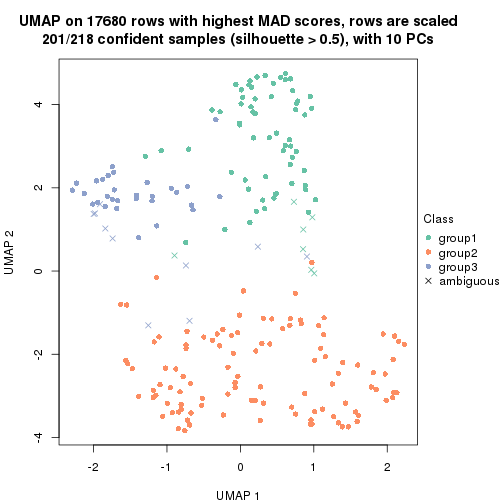 UMAP on 17680 rows with highest MAD scores, rows are scaled
201/218 confident samples (silhouette > 0.5), with 10 PCs
4
2
0
-2
-4
UMAP 2
-2
-1
0
1
2
UMAP 1
Class
group1
group2
group3
ambiguous